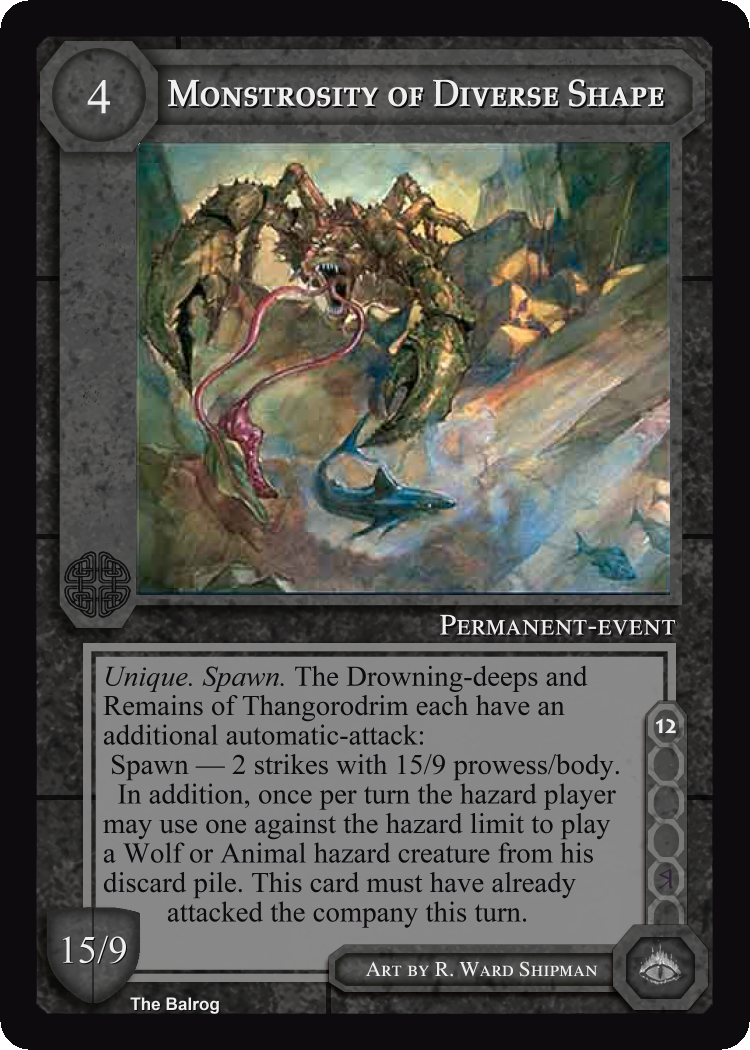 4
Monstrosity of Diverse Shape
Permanent-event
Unique. Spawn. The Drowning-deeps and
Remains of Thangorodrim each have an
additional automatic-attack:
Spawn — 2 strikes with 15/9 prowess/body.
In addition, once per turn the hazard player
may use one against the hazard limit to play
a Wolf or Animal hazard creature from his
discard pile. This card must have already
attacked the company this turn.
12
15/9
Art by R. Ward Shipman
The Balrog